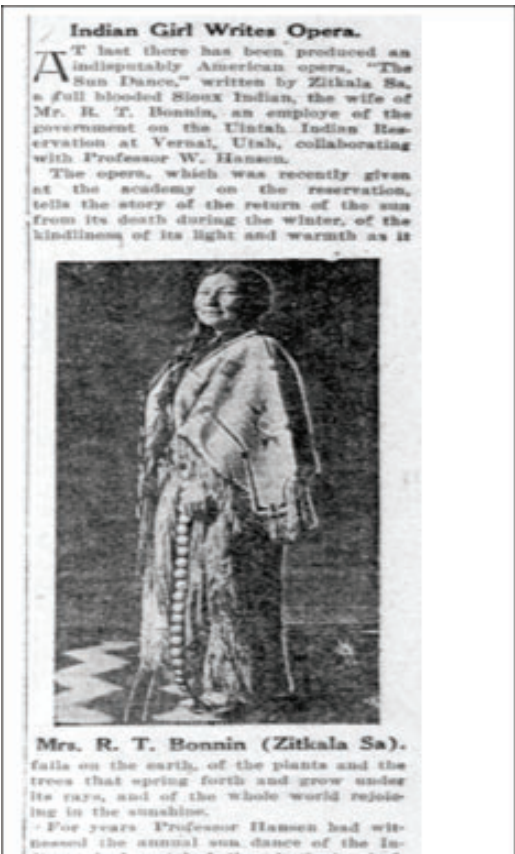 Indian Girl Writes Opera.
AT last there has been produced an
indisputably American opera, "The
Sun Dance," written by Zitkala Sa,
a full blooded Sioux Indian, the wife of
Mr. R. T. Bonnin, an employe of the
government on the Uintah Indian Res-
ervation at Vernal, Utah, collaborating
with Professor W. Hansen.
The opera, which was recently given
at the academy on the reservation,
tells the story of the return of the sun
from its death during the winter, of the
kindliness of its light and warmth as it
Mrs. R. T. Bonnin (Zitkala Sa).
falls on the earth, of the plants and the
trees that spring forth and grow under
its rays, and of the whole world rejoic-
ing in the sunshine.
For years Professor Hansen had wit-
nessed the annual sun dance of the In-